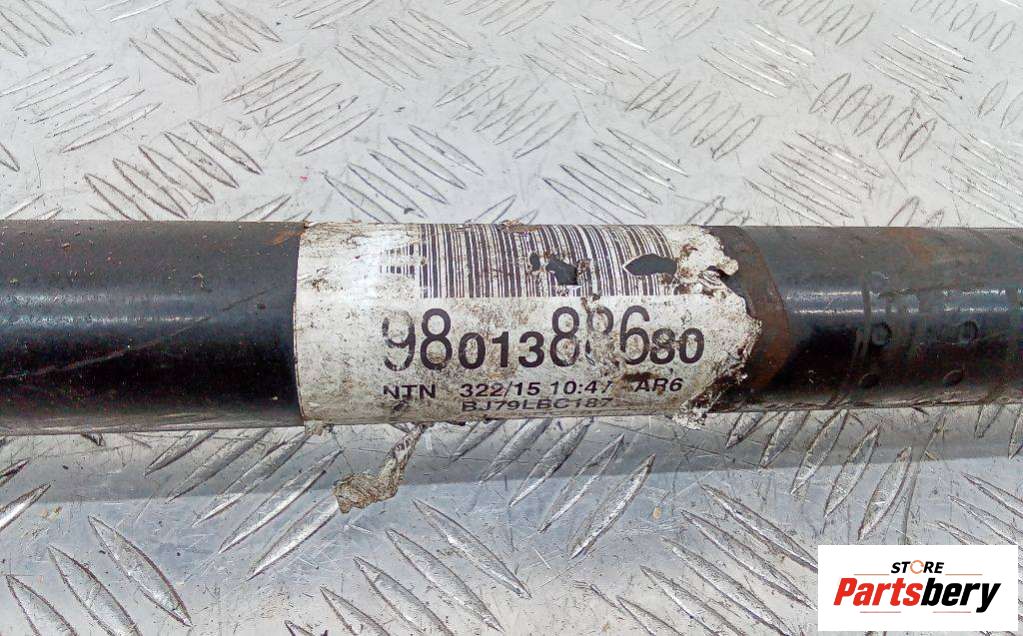 9801388680
NTN 322/15 10:47 AR6
BJ79LBC187
STORE
Partsbery